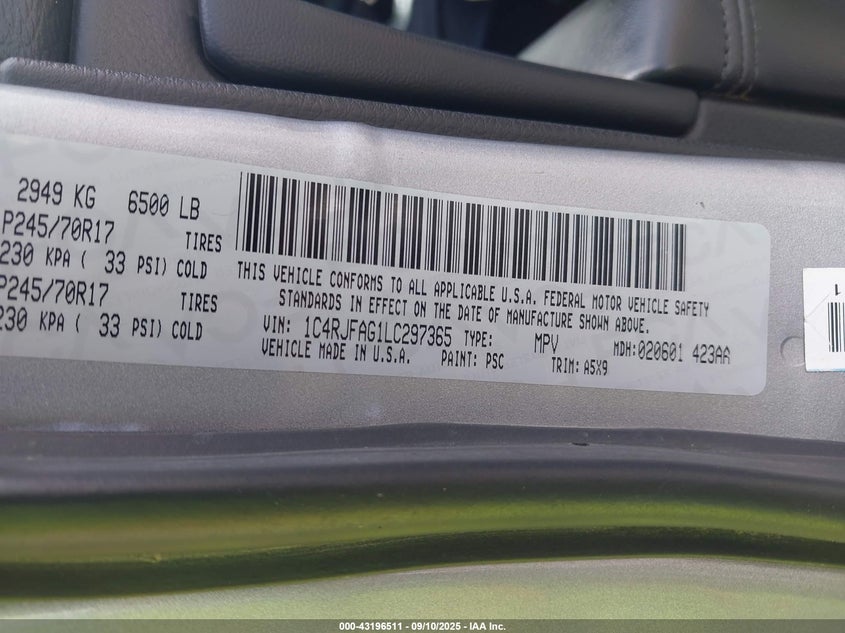 2949 KG 6500 LB
P245/70R17 TIRES
230 KPA ( 33 PSI) COLD
P245/70R17 TIRES
230 KPA ( 33 PSI) COLD
THIS VEHICLE CONFORMS TO ALL APPLICABLE U.S.A. FEDERAL MOTOR VEHICLE SAFETY
STANDARDS IN EFFECT ON THE DATE OF MANUFACTURE SHOWN ABOVE.
VIN: 1C4RJFAG1LC297365 TYPE: MPV MDH:020601 423AA
VEHICLE MADE IN U.S.A. PAINT: PSC TRIM: A5X9
1
000-43196511 - 09/10/2025 - IAA Inc.